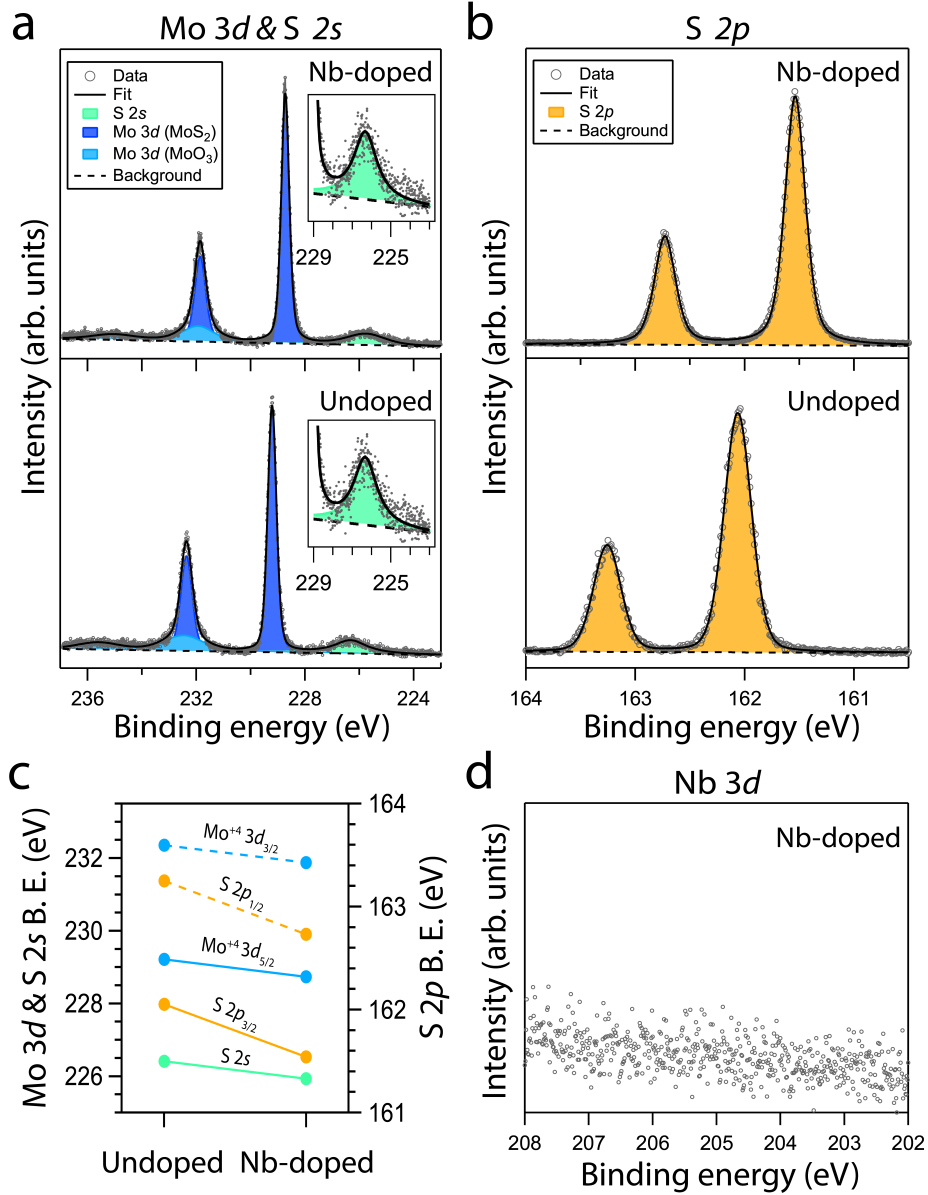 a
Mo 3d & S 2s
Nb-doped
Data
Fit
S 2s
Mo 3d (MoS₂)
Mo 3d (MoO₃)
Background
229
225
Undoped
229
225
Intensity (arb. units)
236
232
228
224
Binding energy (eV)
b
S 2p
Nb-doped
Data
Fit
S 2p
Background
Undoped
Intensity (arb. units)
164
163
162
161
Binding energy (eV)
c
Mo 3d & S 2s B. E. (eV)
232
230
228
226
Mo⁺⁴ 3d₃/₂
S 2p₁/₂
Mo⁺⁴ 3d₅/₂
S 2p₃/₂
S 2s
164
163
162
161
S 2p B. E. (eV)
Undoped Nb-doped
d
Nb 3d
Nb-doped
Intensity (arb. units)
208 207 206 205 204 203 202
Binding energy (eV)